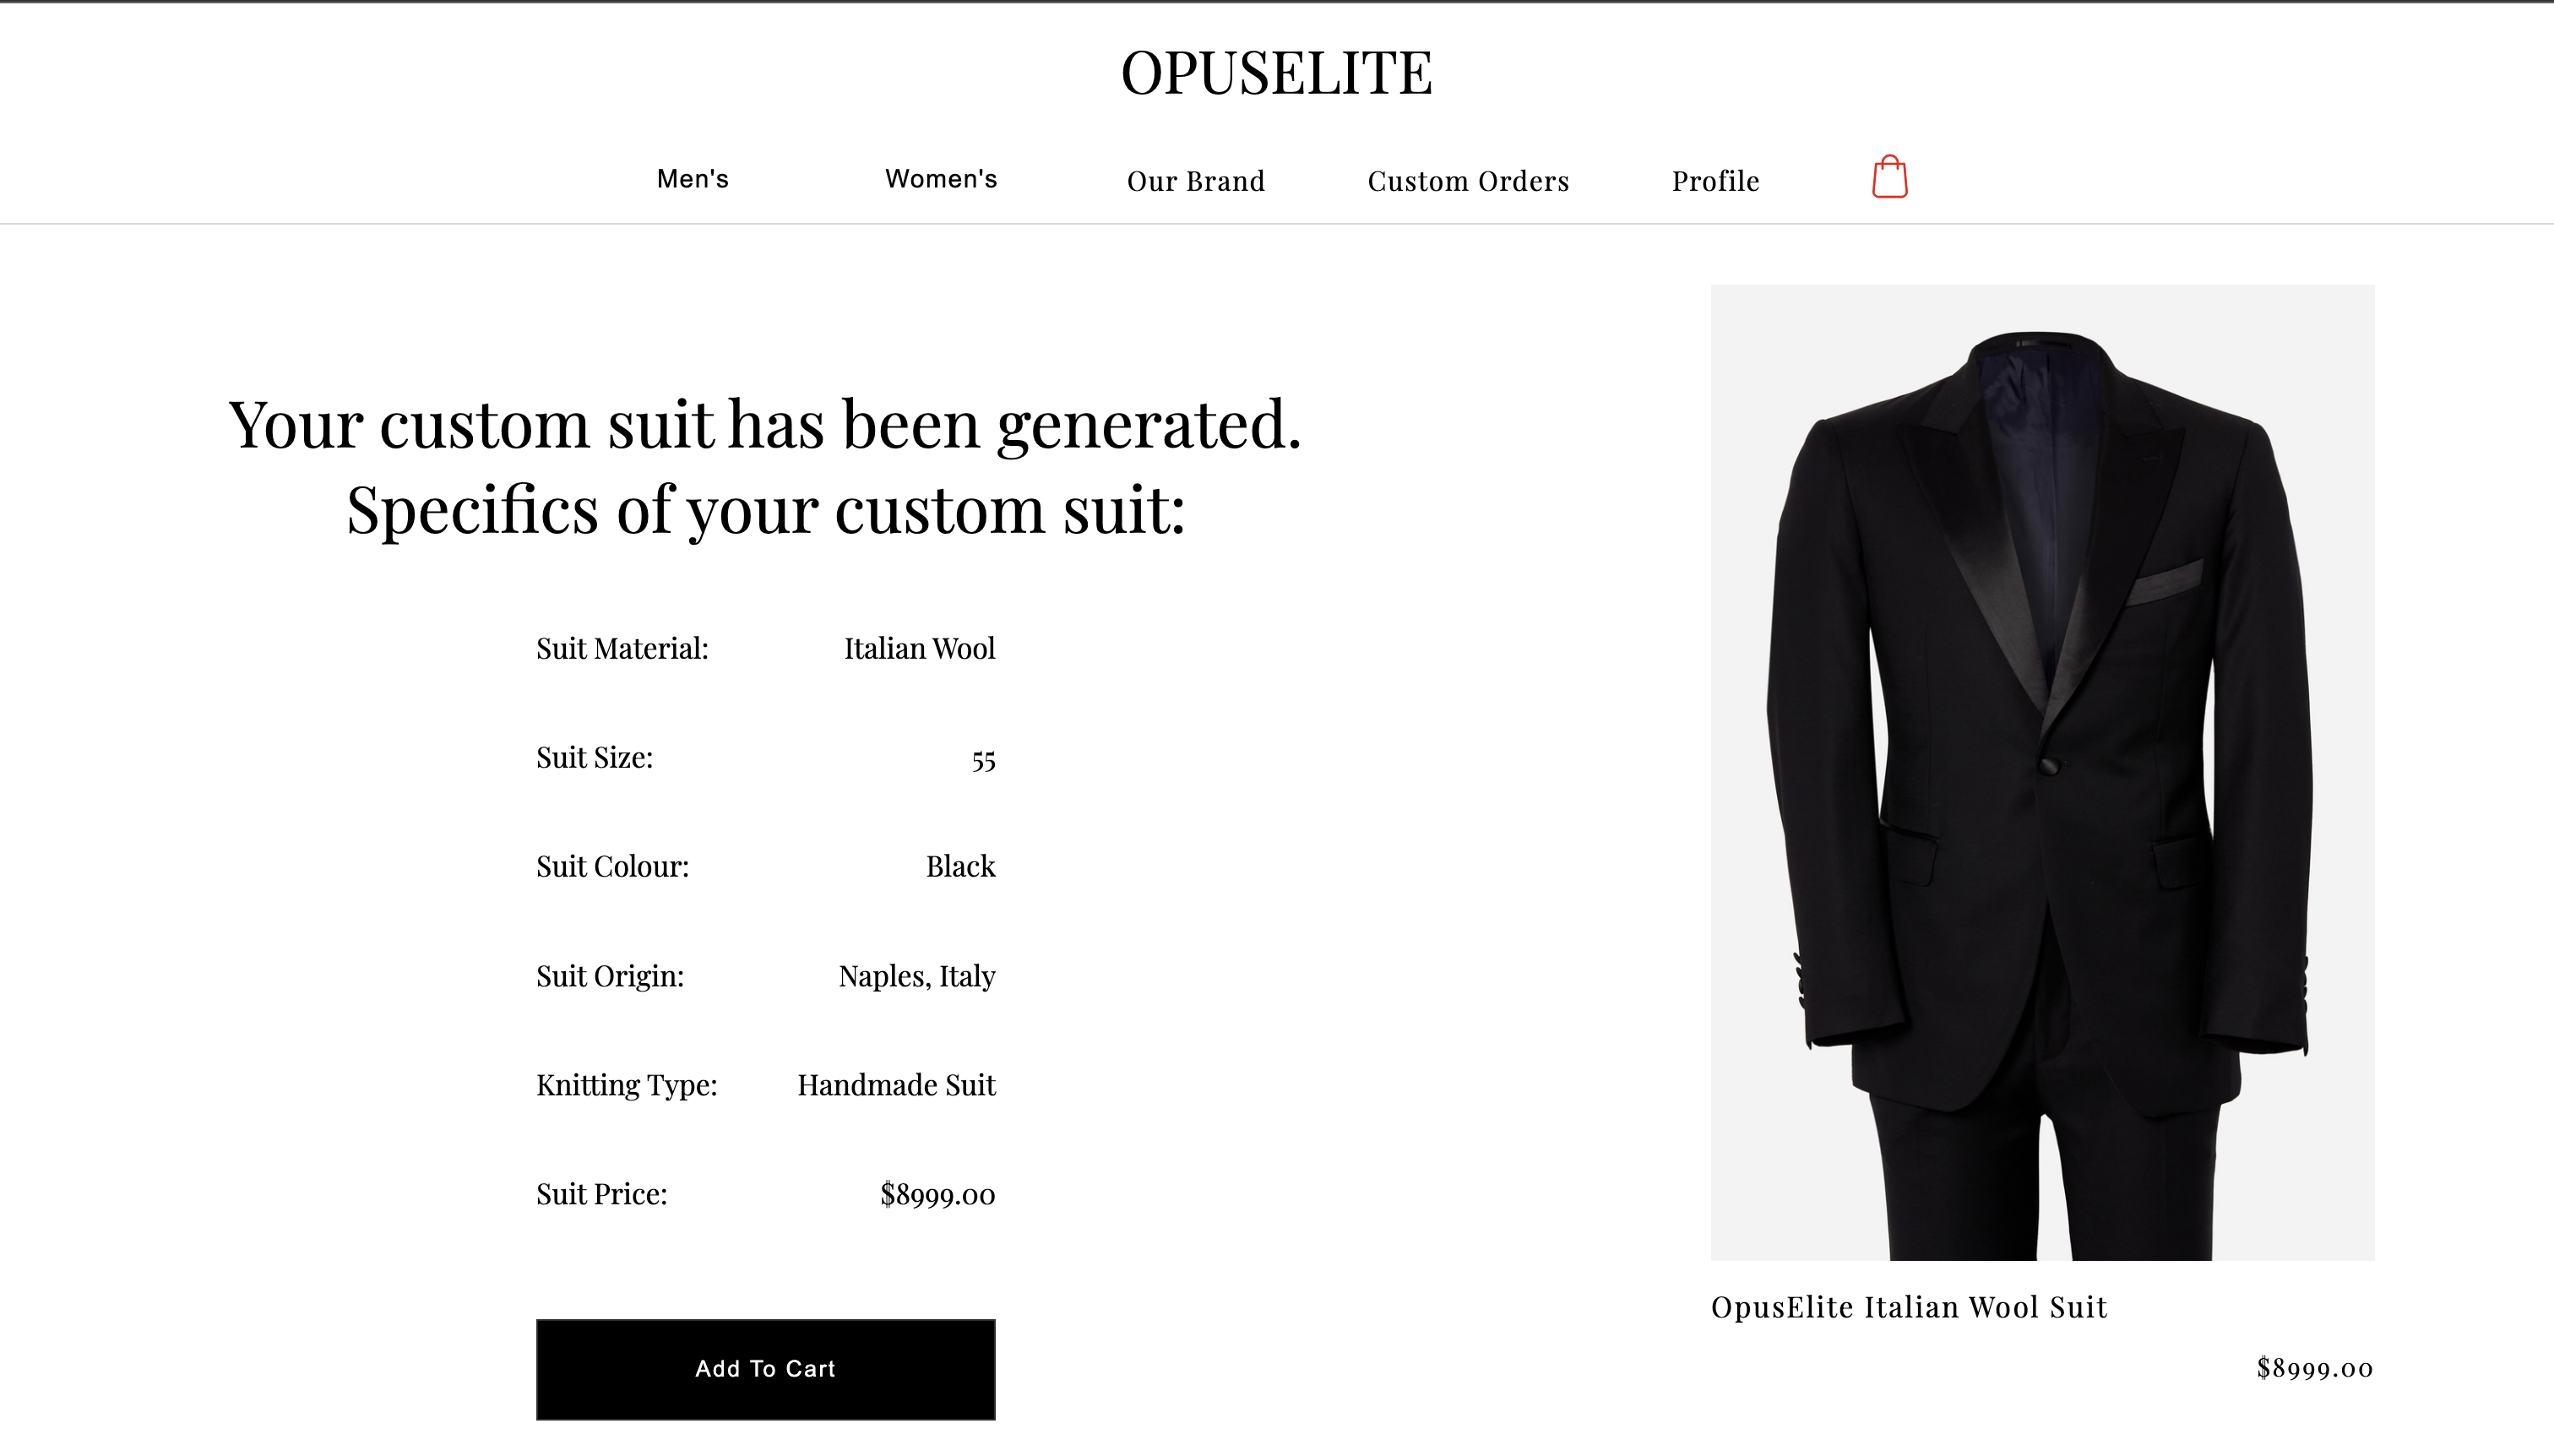 OPUSELITE
Men's Women's Our Brand Custom Orders Profile
Your custom suit has been generated.
Specifics of your custom suit:
Suit Material: Italian Wool
Suit Size: 55
Suit Colour: Black
Suit Origin: Naples, Italy
Knitting Type: Handmade Suit
Suit Price: $8999.00
Add To Cart
OpusElite Italian Wool Suit
$8999.00